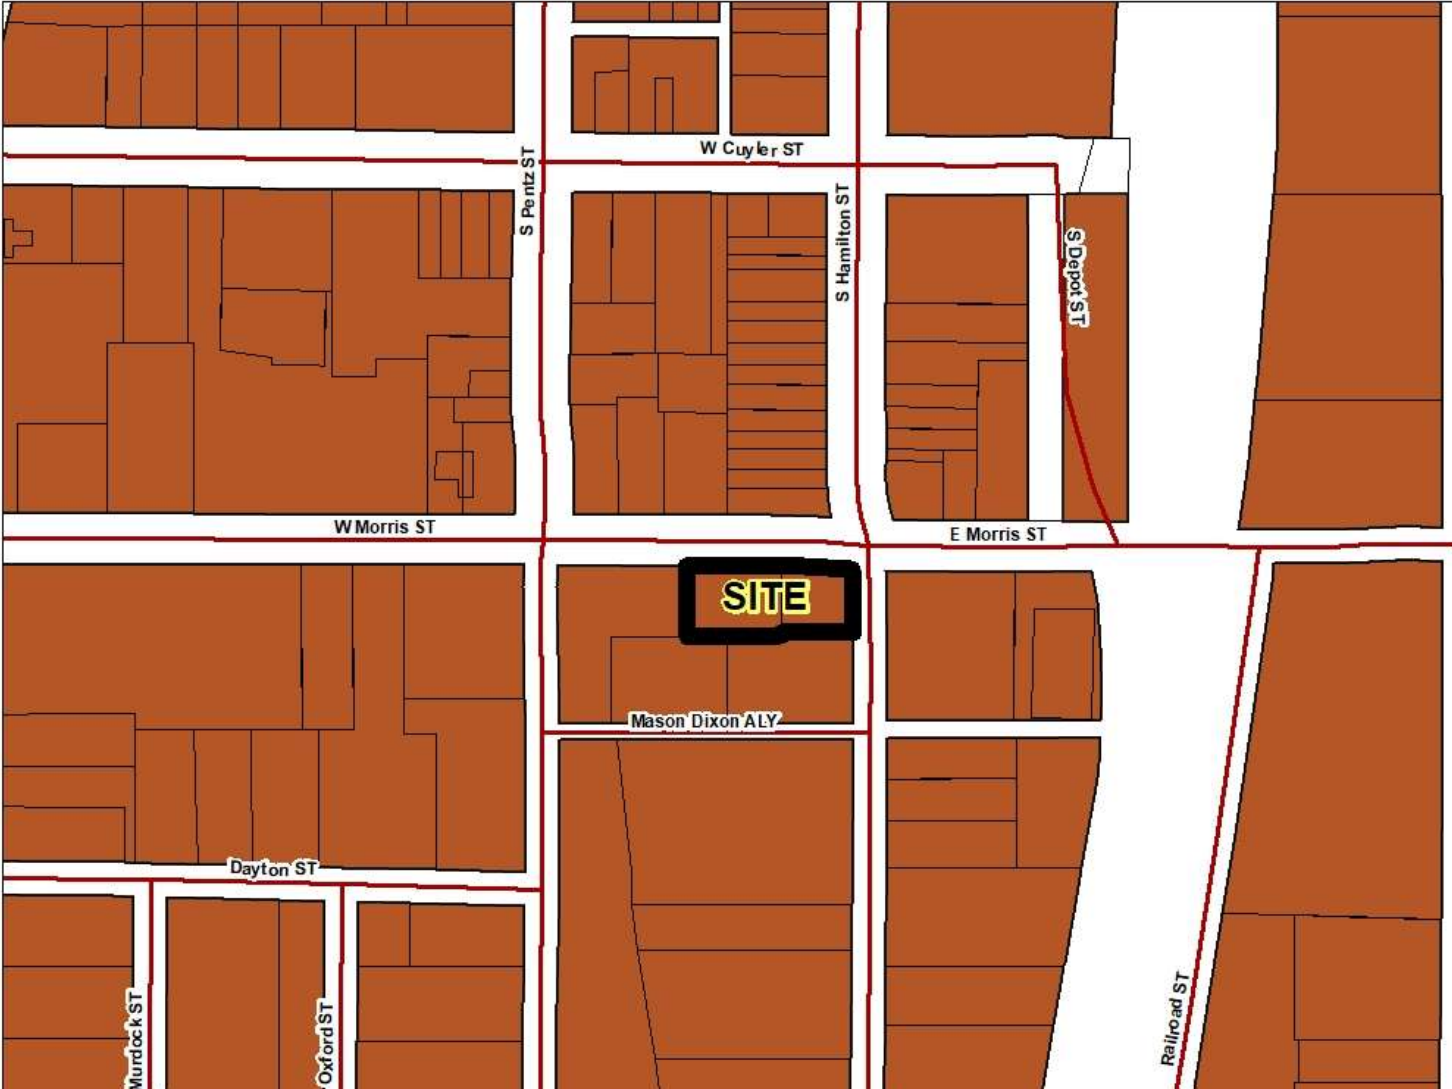 W Cuyler ST
S Pentz ST
S Hamilton ST
S Depot ST
W Morris ST
E Morris ST
SITE
Mason Dixon ALY
Dayton ST
Murdock ST
Oxford ST
Railroad ST